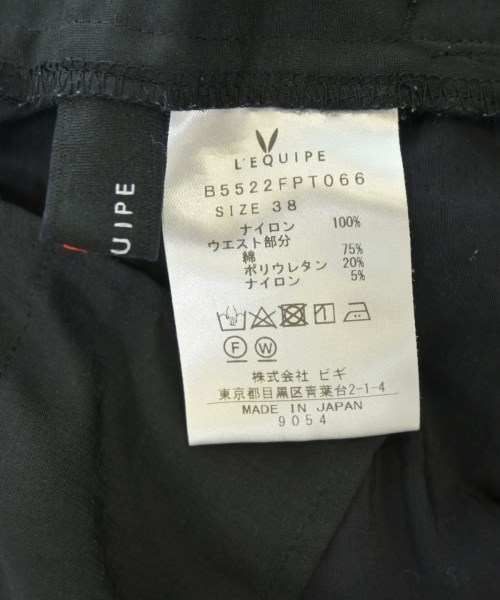 L'EQUIPE
B5522FPT066
SIZE 38
ナイロン 100%
ウエスト部分
綿 75%
ポリウレタン 20%
ナイロン 5%
F W
株式会社 ビギ
東京都目黒区青葉台2-1-4
MADE IN JAPAN
9054
UIPE